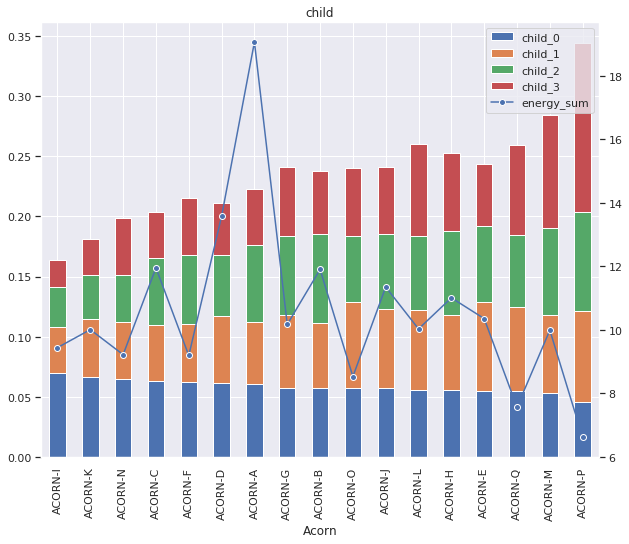 child
0.35
0.30
0.25
0.20
0.15
0.10
0.05
0.00
child_0
child_1
child_2
child_3
energy_sum
18
16
14
12
10
8
6
ACORN-I
ACORN-K
ACORN-N
ACORN-C
ACORN-F
ACORN-D
ACORN-A
ACORN-G
ACORN-B
ACORN-O
ACORN-J
ACORN-L
ACORN-H
ACORN-E
ACORN-Q
ACORN-M
ACORN-P
Acorn